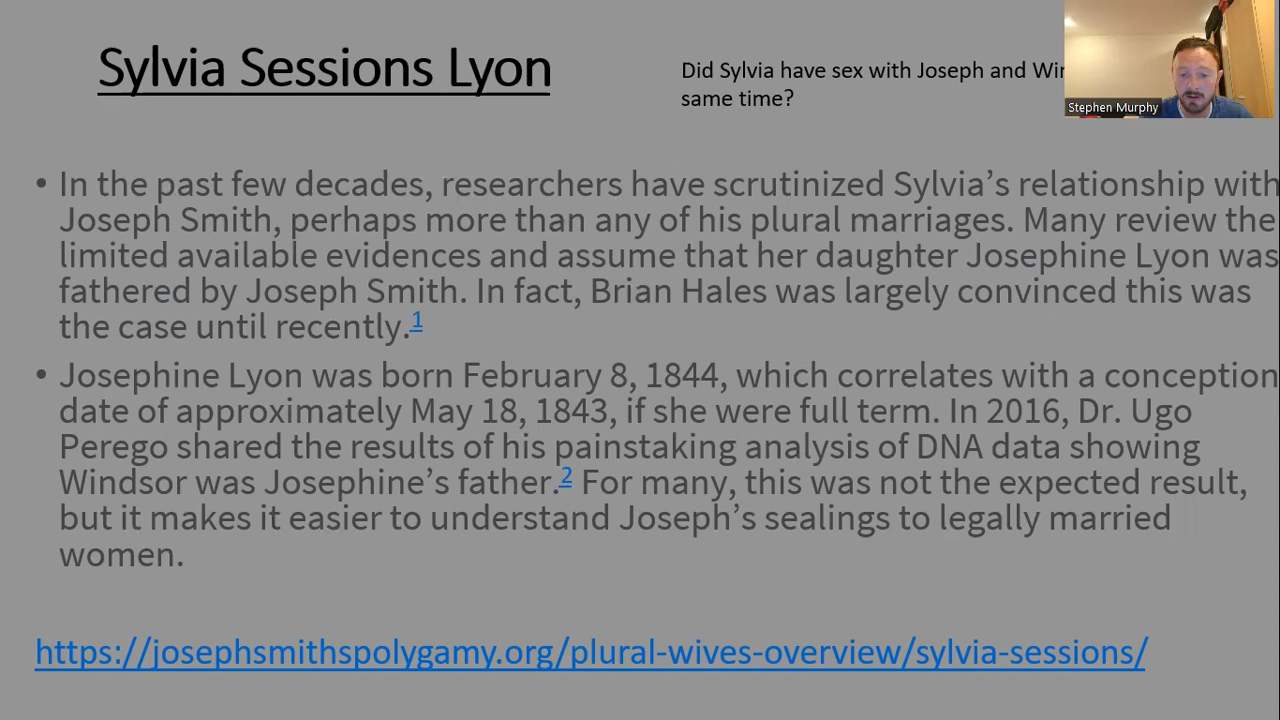 Sylvia Sessions Lyon
Did Sylvia have sex with Joseph and
same time?
Stephen Murphy
• In the past few decades, researchers have scrutinized Sylvia’s relationship with
Joseph Smith, perhaps more than any of his plural marriages. Many review the
limited available evidences and assume that her daughter Josephine Lyon was
fathered by Joseph Smith. In fact, Brian Hales was largely convinced this was
the case until recently.1
• Josephine Lyon was born February 8, 1844, which correlates with a conception
date of approximately May 18, 1843, if she were full term. In 2016, Dr. Ugo
Perego shared the results of his painstaking analysis of DNA data showing
Windsor was Josephine’s father.2 For many, this was not the expected result,
but it makes it easier to understand Joseph’s sealings to legally married
women.
https://josephsmithspolygamy.org/plural-wives-overview/sylvia-sessions/